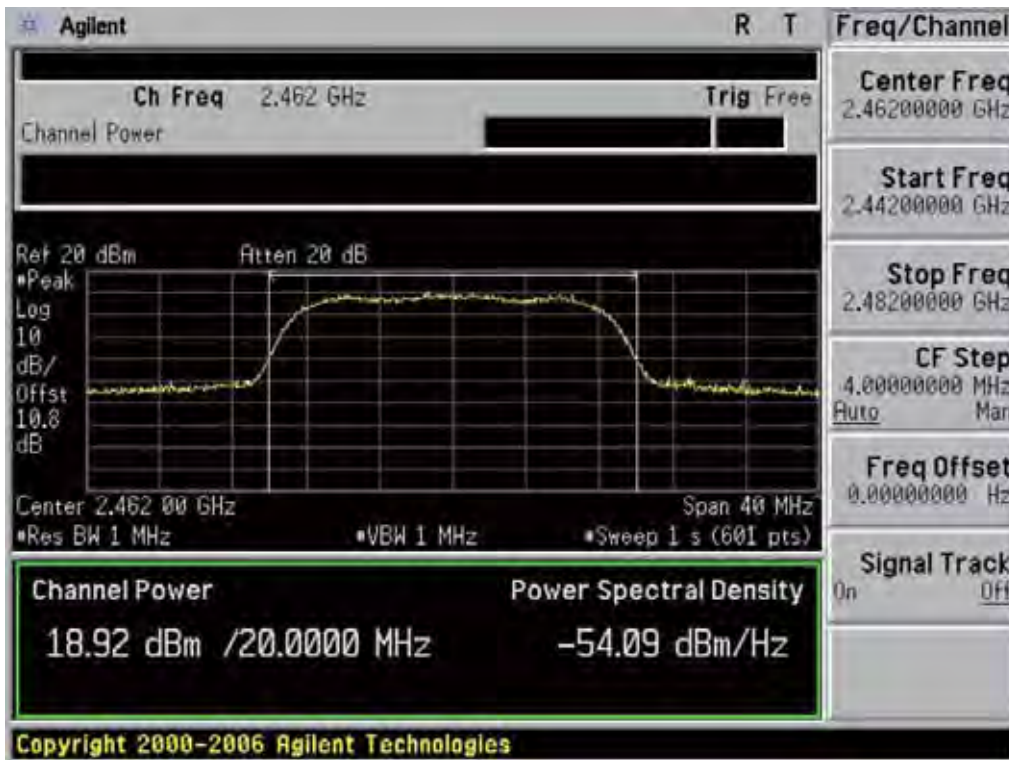 Agilent R T Freq/Channel
Ch Freq 2.462 GHz Trig Free
Channel Power
Center Freq
2.46200000 GHz
Start Freq
2.44200000 GHz
Stop Freq
2.48200000 GHz
CF Step
4.00000000 MHz
Auto Man
Freq Offset
0.00000000 Hz
Signal Track
On Off
Ref 20 dBm Atten 20 dB
#Peak
Log
10
dB/
Offst
10.8
dB
Center 2.462 00 GHz Span 40 MHz
#Res BW 1 MHz #VBW 1 MHz #Sweep 1 s (601 pts)
Channel Power Power Spectral Density
18.92 dBm /20.0000 MHz -54.09 dBm/Hz
Copyright 2000-2006 Agilent Technologies